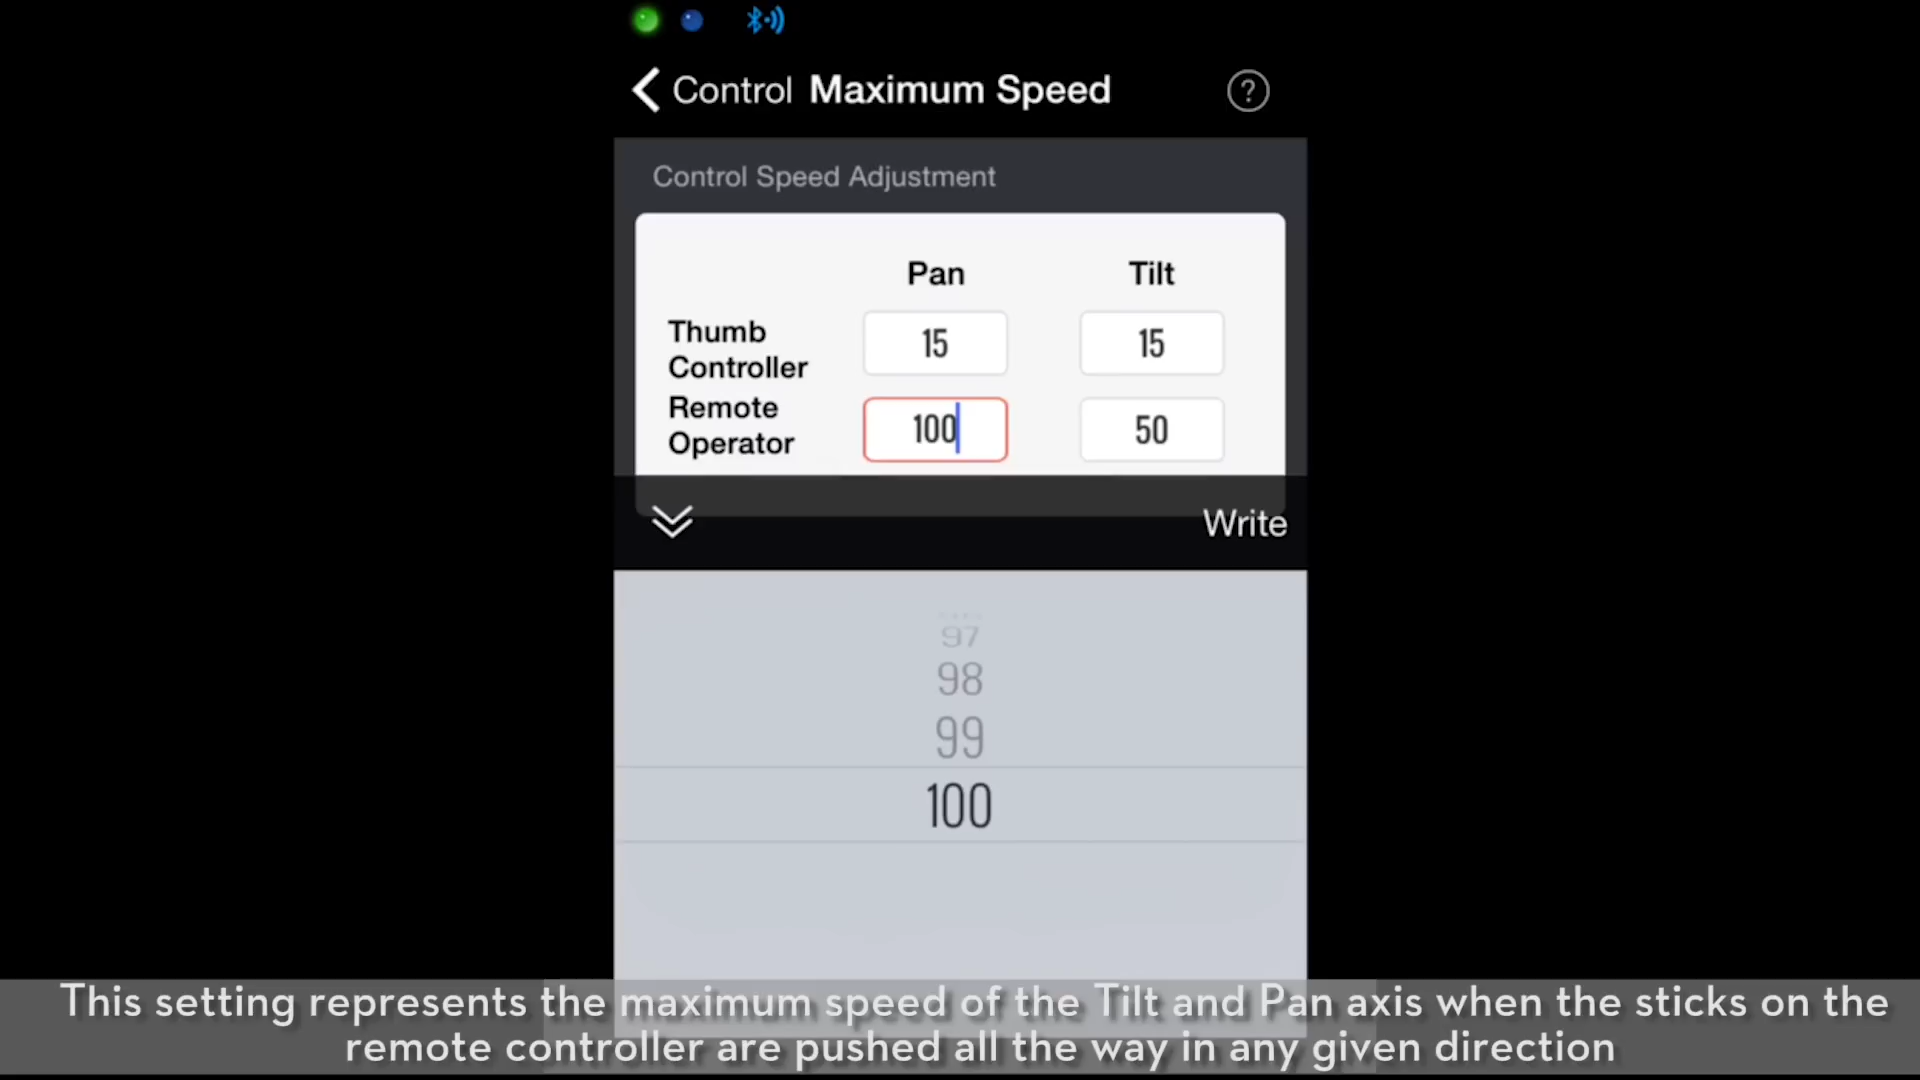 Control Maximum Speed ?
Control Speed Adjustment
Pan Tilt
Thumb
Controller
15 15
Remote
Operator
100 50
Write
97
98
99
100
This setting represents the maximum speed of the Tilt and Pan axis when the sticks on the
remote controller are pushed all the way in any given direction